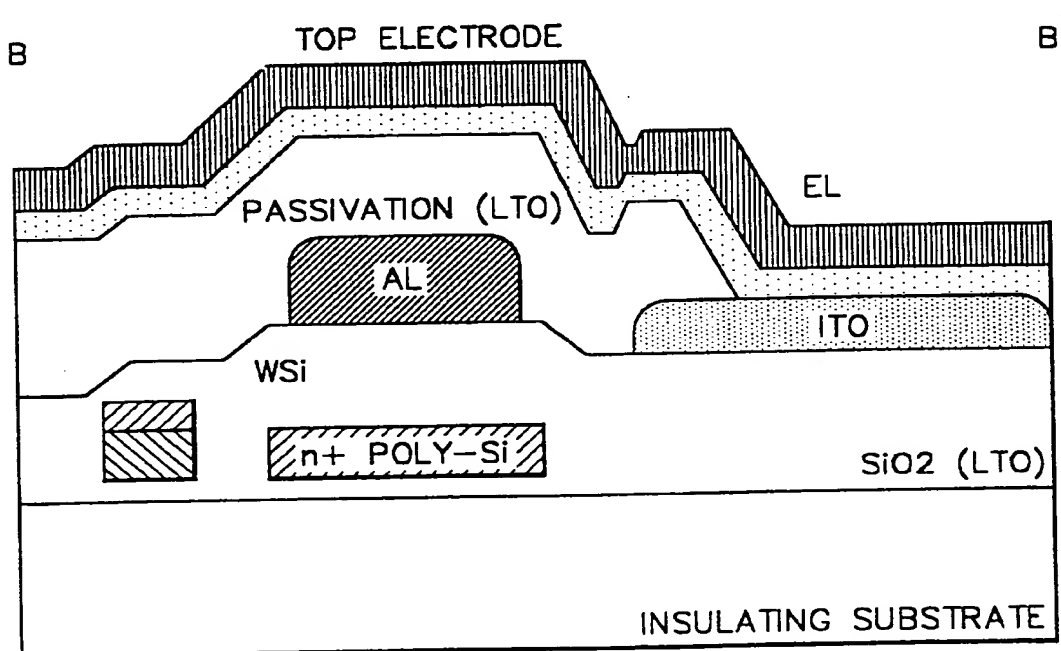 TOP ELECTRODE
B
B
EL
PASSIVATION (LTO)
AL
ITO
WSi
n+ POLY-Si
SiO2 (LTO)
INSULATING SUBSTRATE